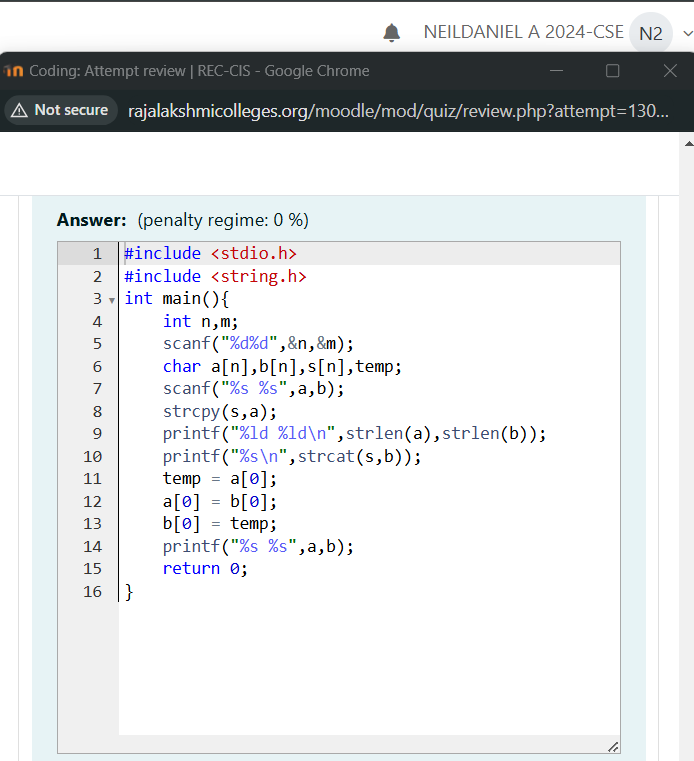 NEILDANIEL A 2024-CSE N2
Coding: Attempt review | REC-CIS - Google Chrome
Not secure rajalakshmicolleges.org/moodle/mod/quiz/review.php?attempt=130...
Answer: (penalty regime: 0 %)
1 #include <stdio.h>
2 #include <string.h>
3 int main(){
4     int n,m;
5     scanf("%d%d",&n,&m);
6     char a[n],b[n],s[n],temp;
7     scanf("%s %s",a,b);
8     strcpy(s,a);
9     printf("%ld %ld\n",strlen(a),strlen(b));
10     printf("%s\n",strcat(s,b));
11     temp = a[0];
12     a[0] = b[0];
13     b[0] = temp;
14     printf("%s %s",a,b);
15     return 0;
16 }